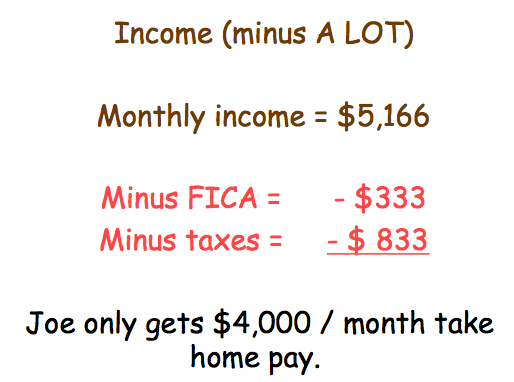 Income (minus A LOT)
Monthly income = $5,166
Minus FICA = - $333
Minus taxes = - $ 833
Joe only gets $4,000 / month take
home pay.